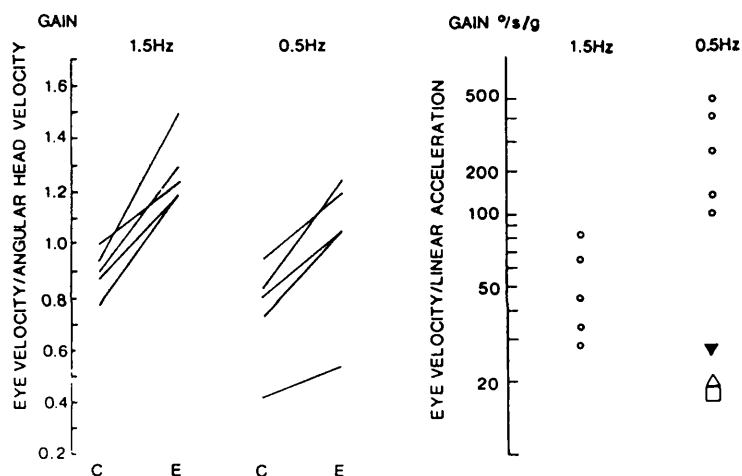 GAIN
1.5Hz 0.5Hz
EYE VELOCITY/ANGULAR HEAD VELOCITY
1.6
1.4
1.2
1.0
0.8
0.6
0.4
0.2
C E C E
GAIN º/s/g
1.5Hz 0.5Hz
EYE VELOCITY/LINEAR ACCELERATION
500
200
100
50
20